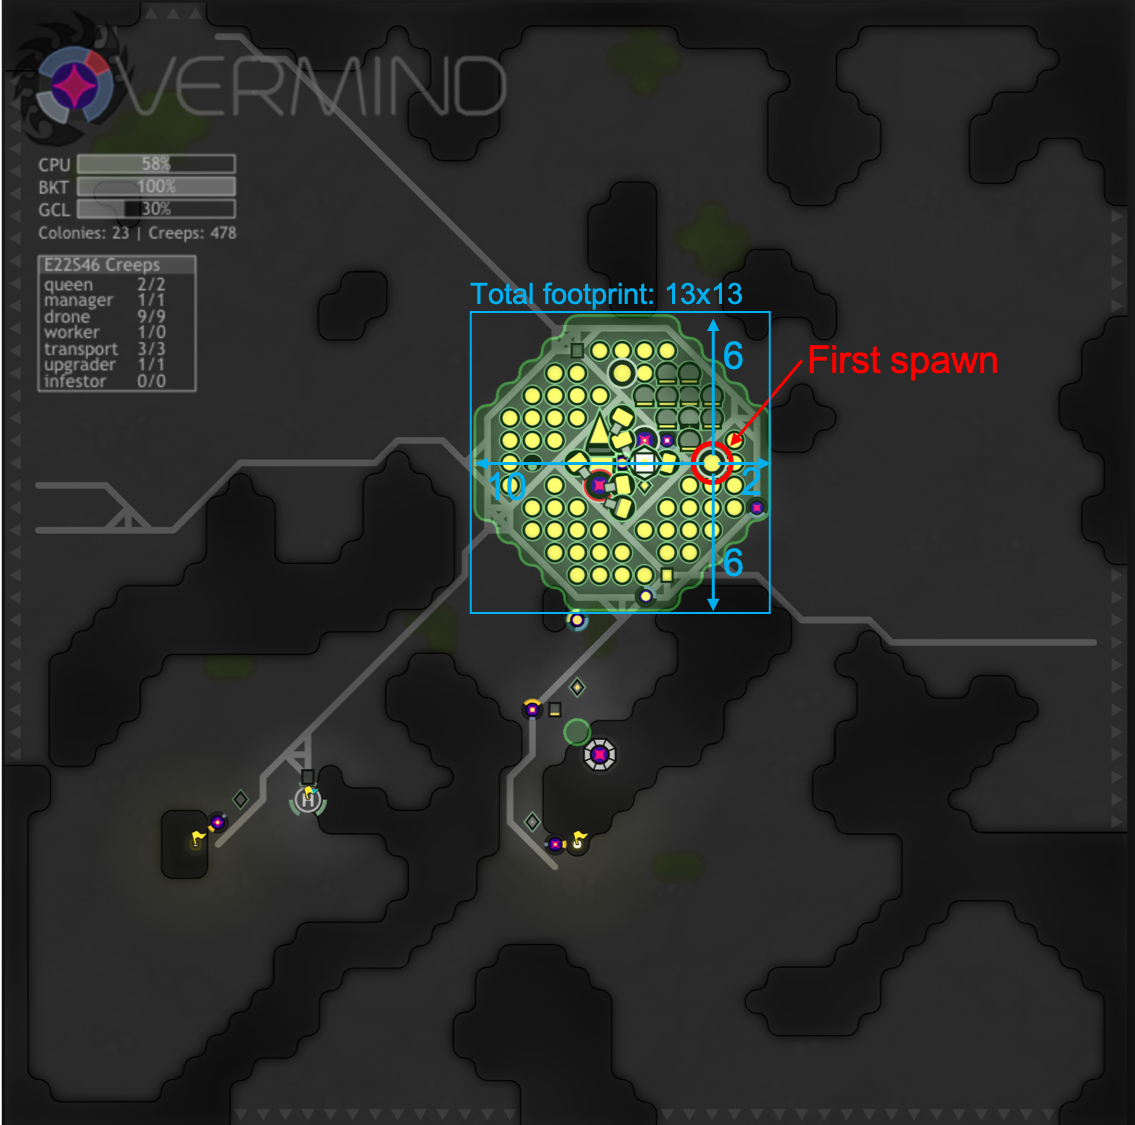 OVERMIND
CPU 58%
BKT 100%
GCL 30%
Colonies: 23 | Creeps: 478
E22S46 Creeps
queen 2/2
manager 1/1
drone 9/9
worker 1/0
transport 3/3
upgrader 1/1
infestor 0/0
Total footprint: 13x13
6
First spawn
10
2
6
H